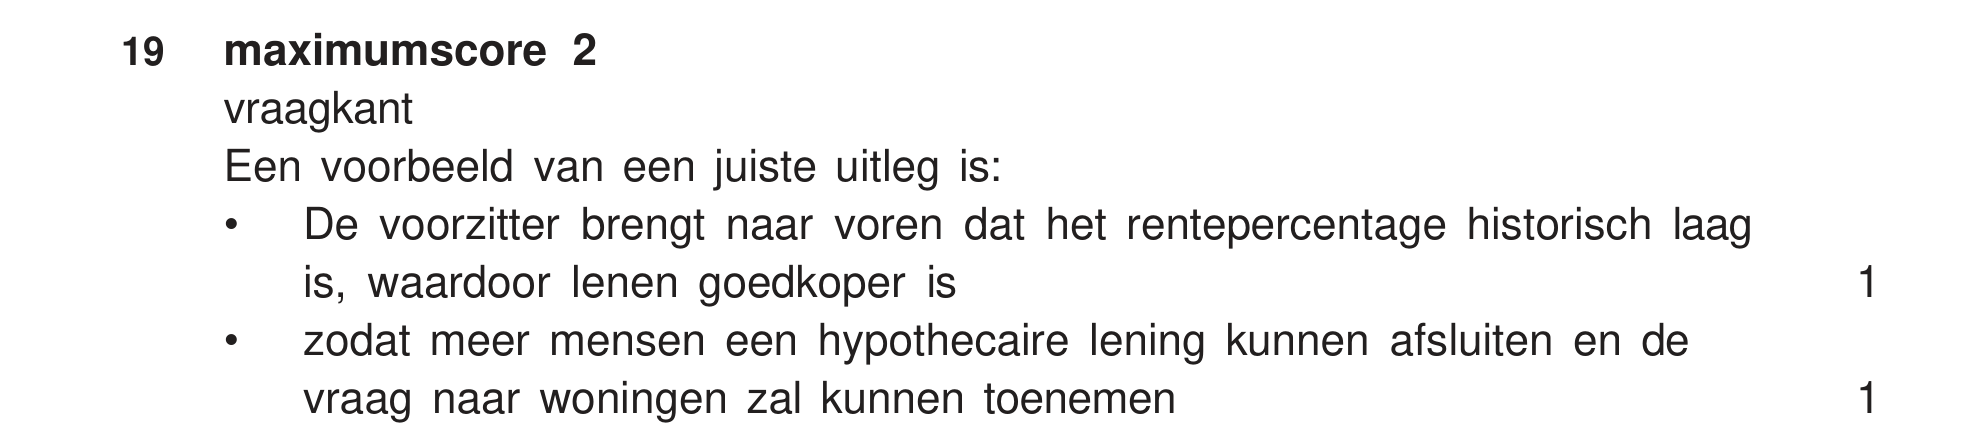 19 maximumscore 2
vraagkant
Een voorbeeld van een juiste uitleg is:
• De voorzitter brengt naar voren dat het rentepercentage historisch laag
is, waardoor lenen goedkoper is 1
• zodat meer mensen een hypothecaire lening kunnen afsluiten en de
vraag naar woningen zal kunnen toenemen 1